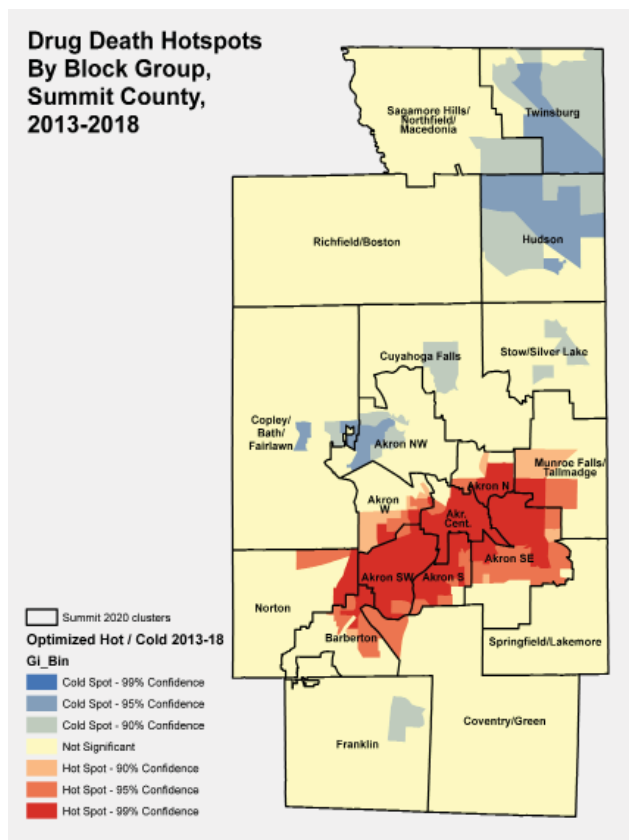 Drug Death Hotspots
By Block Group,
Summit County,
2013-2018
Sagamore Hills/
Northfield/
Macedonia
Twinsburg
Richfield/Boston
Hudson
Cuyahoga Falls
Stow/Silver Lake
Copley/
Bath/
Fairlawn
Akron NW
Munroe Falls/
Tallmadge
Akron N
Akron
W
Akr.
Cent.
Akron SE
Akron SW
Akron S
Norton
Barberton
Springfield/Lakemore
Franklin
Coventry/Green
Summit 2020 clusters
Optimized Hot / Cold 2013-18
Gi_Bin
Cold Spot - 99% Confidence
Cold Spot - 95% Confidence
Cold Spot - 90% Confidence
Not Significant
Hot Spot - 90% Confidence
Hot Spot - 95% Confidence
Hot Spot - 99% Confidence